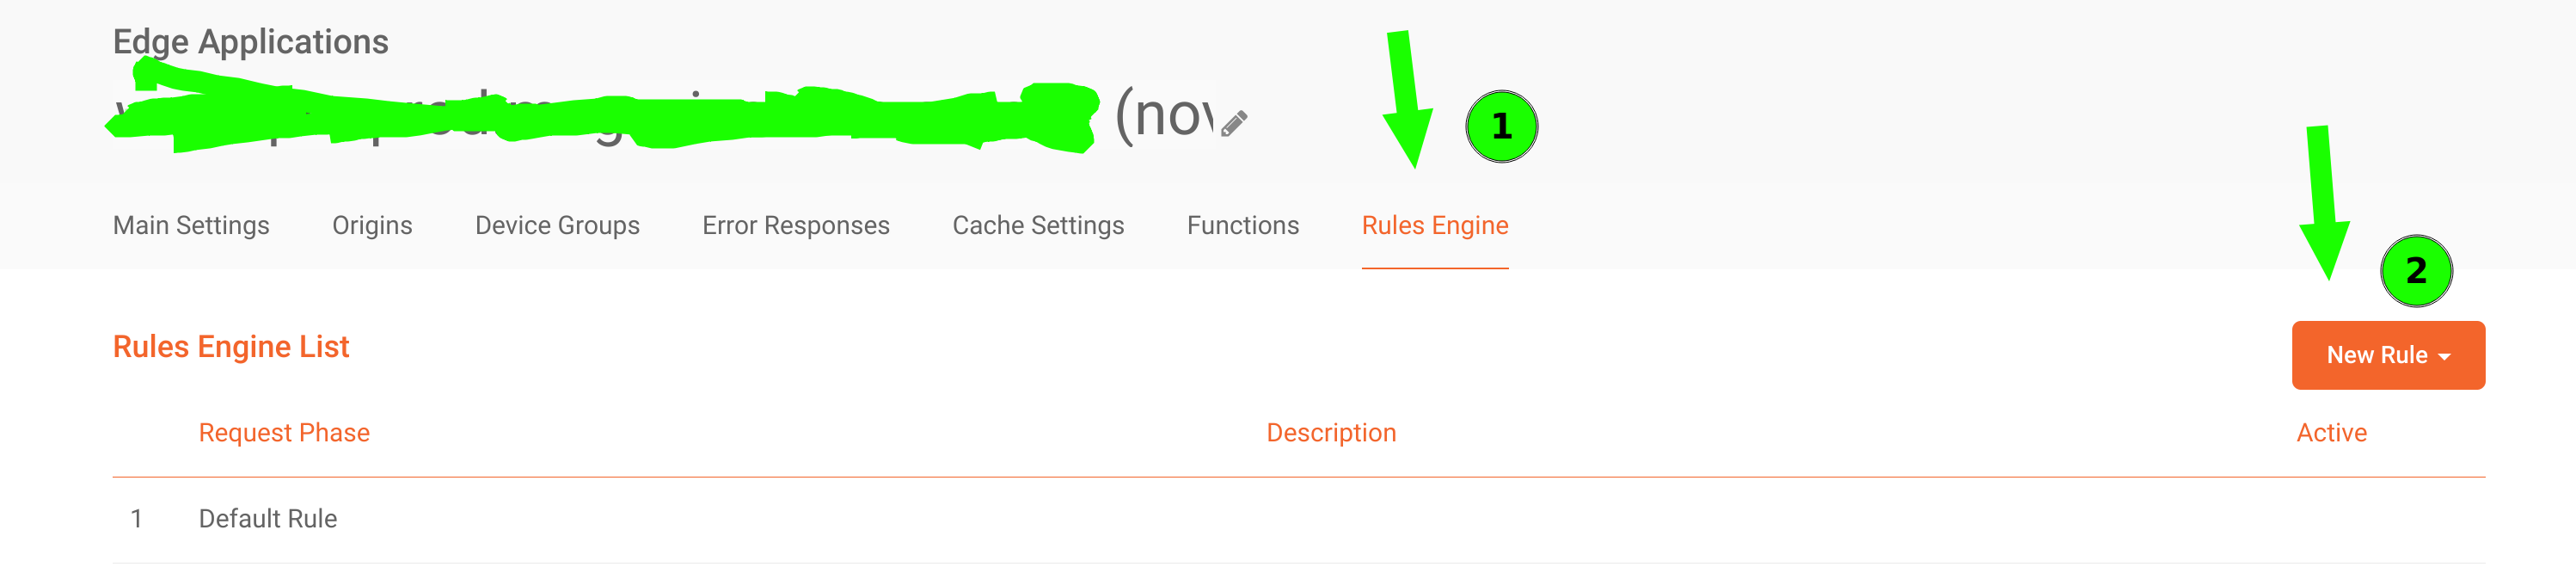 Edge Applications
(nov
1
Main Settings Origins Device Groups Error Responses Cache Settings Functions Rules Engine
2
Rules Engine List
New Rule
Request Phase Description Active
1 Default Rule